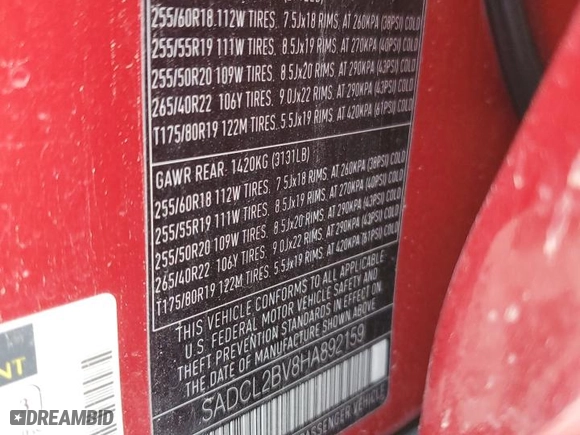 255/60R18 112W TIRES, 7.5Jx18 RIMS, AT 260KPA (38PSI) COLD
255/55R19 111W TIRES, 8.5Jx19 RIMS, AT 270KPA (40PSI) COLD
255/50R20 109W TIRES, 8.5Jx20 RIMS, AT 290KPA (43PSI) COLD
265/40R22 106Y TIRES, 9.0Jx22 RIMS, AT 290KPA (43PSI) COLD
T175/80R19 122M TIRES, 5.5Jx19 RIMS, AT 420KPA (61PSI) COLD
GAWR REAR: 1420KG (3131LB)
255/60R18 112W TIRES, 7.5Jx18 RIMS, AT 260KPA (38PSI) COLD
255/55R19 111W TIRES, 8.5Jx19 RIMS, AT 270KPA (40PSI) COLD
255/50R20 109W TIRES, 8.5Jx20 RIMS, AT 290KPA (43PSI) COLD
265/40R22 106Y TIRES, 9.0Jx22 RIMS, AT 290KPA (43PSI) COLD
T175/80R19 122M TIRES, 5.5Jx19 RIMS, AT 420KPA (61PSI) COLD
THIS VEHICLE CONFORMS TO ALL APPLICABLE
U.S. FEDERAL MOTOR VEHICLE SAFETY AND
THEFT PREVENTION STANDARDS IN EFFECT ON
THE DATE OF MANUFACTURE SHOWN ABOVE.
SADCL2BV8HA892159
PASSENGER VEHICLE
NT
DREAMBID